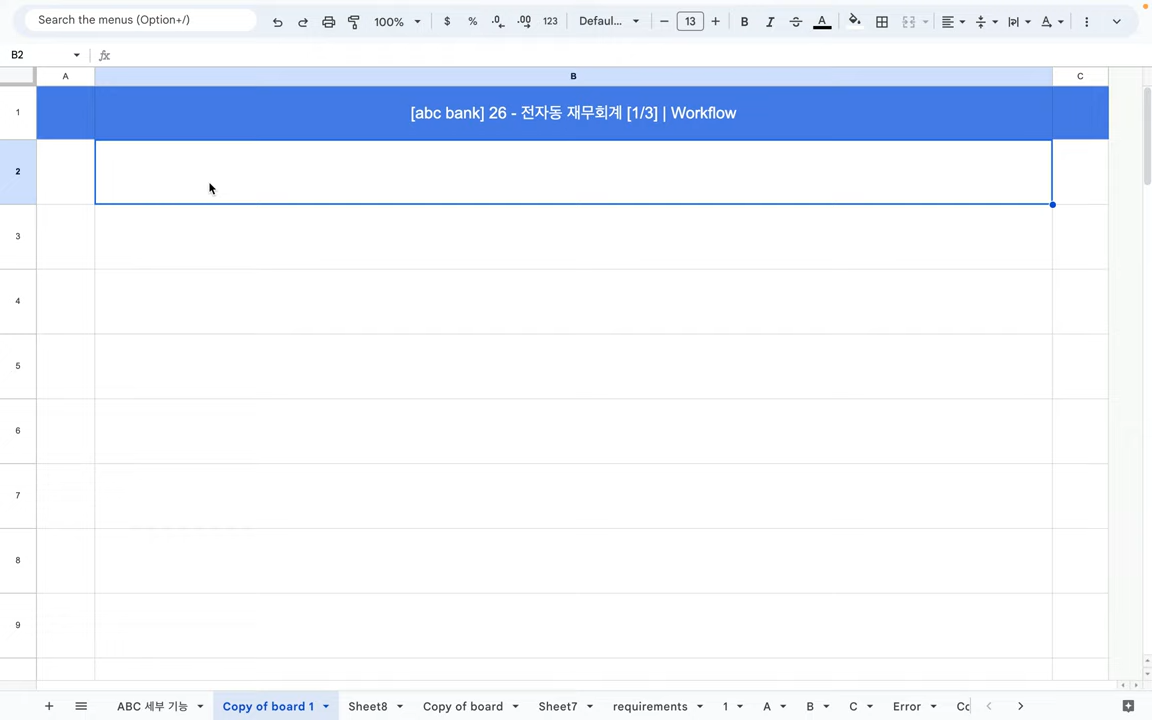 Search the menus (Option+/)
100%
$
%
.0
.00
123
Defaul...
13
B
I
S
A
A
B2
fx
A
B
C
1
[abc bank] 26 - 전자동 재무회계 [1/3] | Workflow
2
3
4
5
6
7
8
9
ABC 세부 기능
Copy of board 1
Sheet8
Copy of board
Sheet7
requirements
1
A
B
C
Error